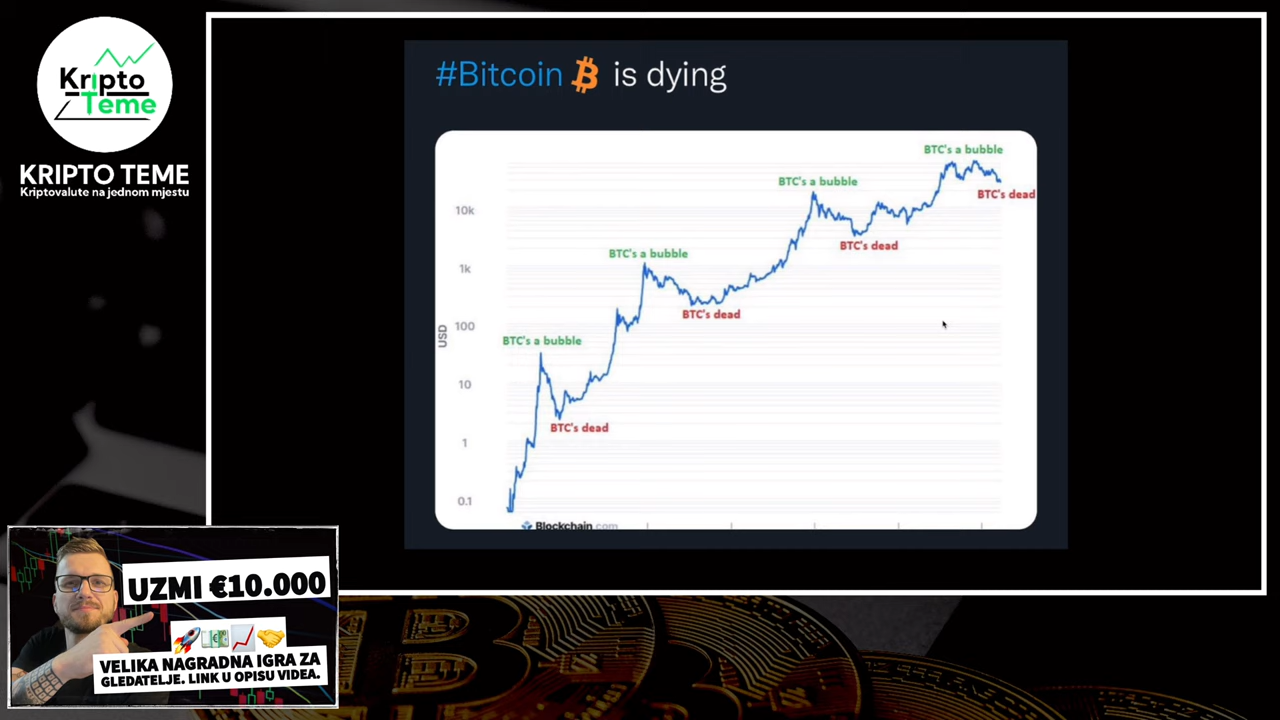 Kripto
Teme
KRIPTO TEME
Kriptovalute na jednom mjestu
#Bitcoin is dying
BTC's a bubble
BTC's dead
BTC's a bubble
10k
BTC's dead
BTC's a bubble
1k
BTC's dead
USD
100
BTC's a bubble
10
BTC's dead
1
0.1
Blockchain.com
UZMI €10.000
VELIKA NAGRADNA IGRA ZA
GLEDATELJE. LINK U OPISU VIDEA.